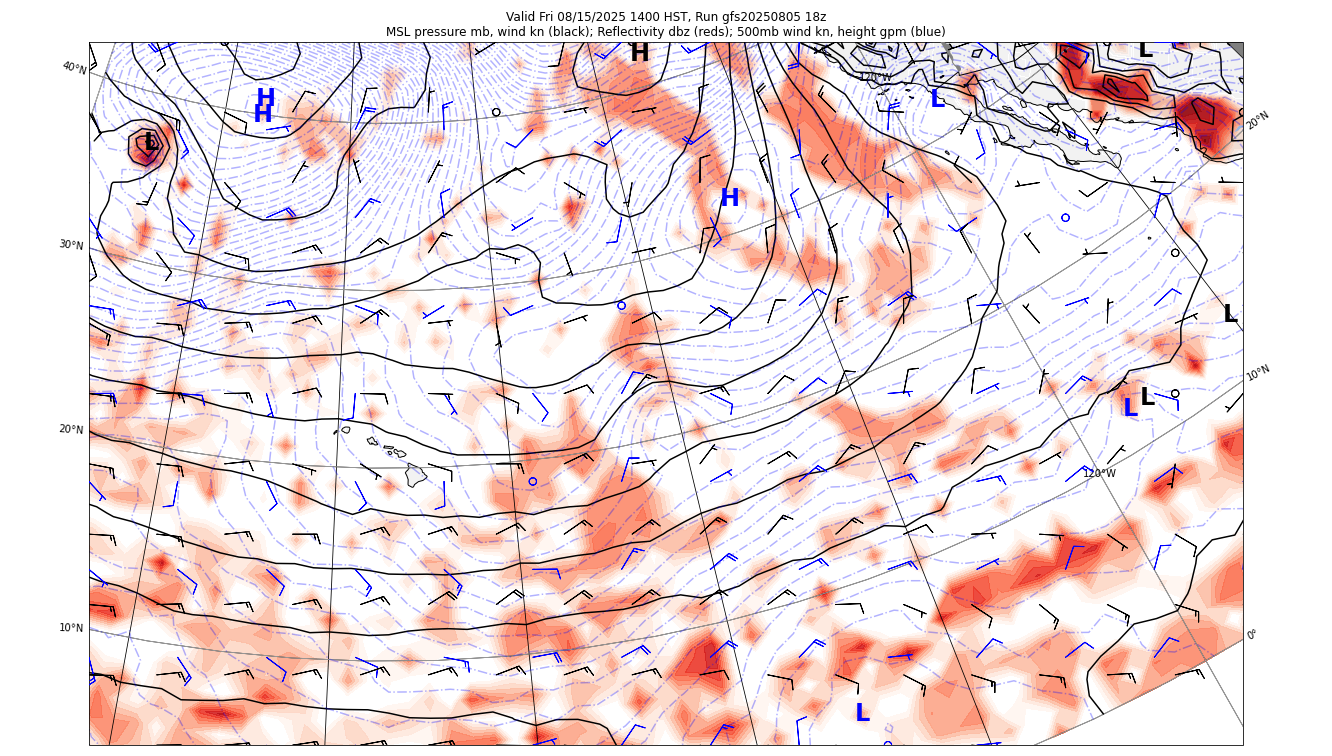 Valid Fri 08/15/2025 1400 HST, Run gfs20250805 18z
MSL pressure mb, wind kn (black); Reflectivity dbz (reds); 500mb wind kn, height gpm (blue)
H
L
40°N
120°W
H
H
L
L
20°N
H
30°N
L
10°N
L
L
20°N
120°W
10°N
0°
L